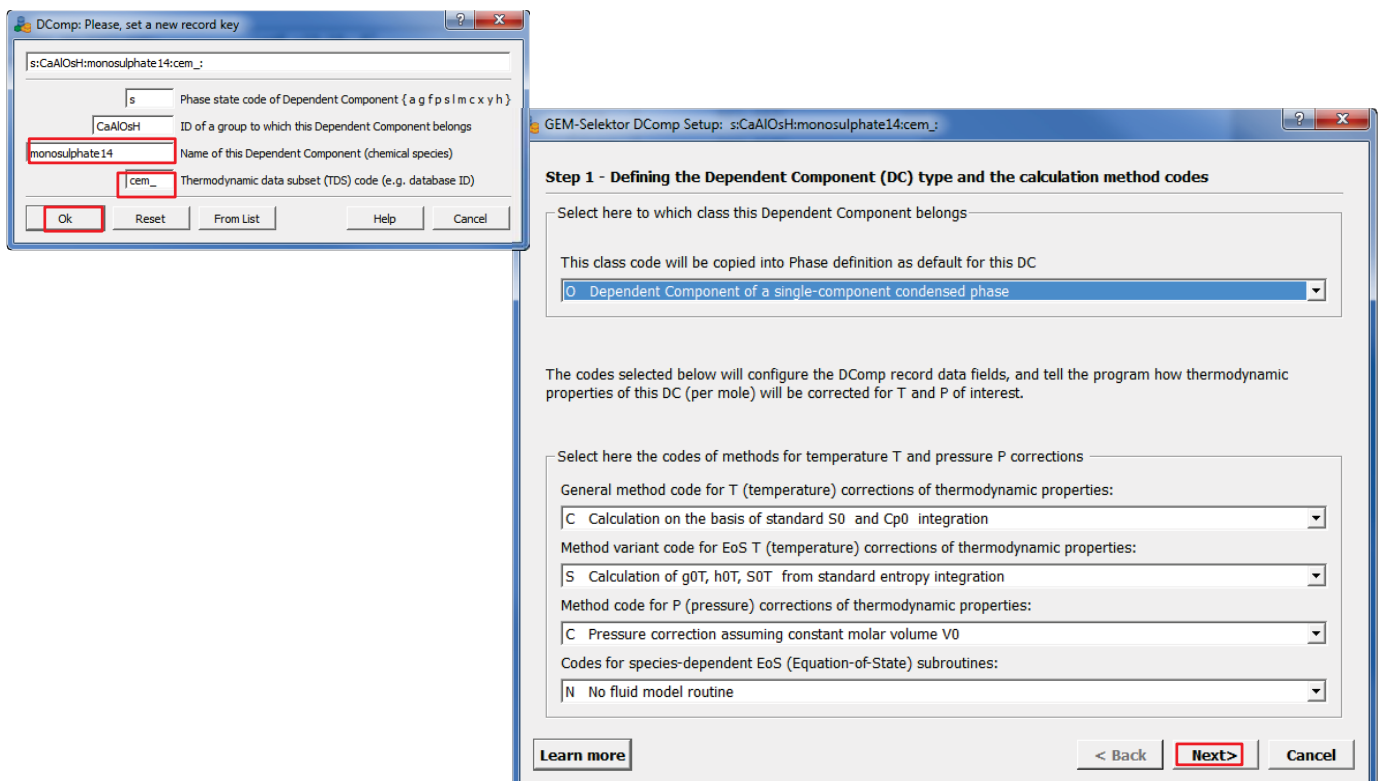 DComp: Please, set a new record key
s:CaAlOsH:monosulphate14:cem_:
s Phase state code of Dependent Component { a g f p s l m c x y h }
CaAlOsH ID of a group to which this Dependent Component belongs
monosulphate14 Name of this Dependent Component (chemical species)
cem_ Thermodynamic data subset (TDS) code (e.g. database ID)
Ok Reset From List Help Cancel
GEM-Selektor DComp Setup: s:CaAlOsH:monosulphate14:cem_:
Step 1 - Defining the Dependent Component (DC) type and the calculation method codes
Select here to which class this Dependent Component belongs
This class code will be copied into Phase definition as default for this DC
O Dependent Component of a single-component condensed phase
The codes selected below will configure the DComp record data fields, and tell the program how thermodynamic
properties of this DC (per mole) will be corrected for T and P of interest.
Select here the codes of methods for temperature T and pressure P corrections
General method code for T (temperature) corrections of thermodynamic properties:
C Calculation on the basis of standard S0 and Cp0 integration
Method variant code for EoS T (temperature) corrections of thermodynamic properties:
S Calculation of g0T, h0T, S0T from standard entropy integration
Method code for P (pressure) corrections of thermodynamic properties:
C Pressure correction assuming constant molar volume V0
Codes for species-dependent EoS (Equation-of-State) subroutines:
N No fluid model routine
Learn more < Back Next> Cancel